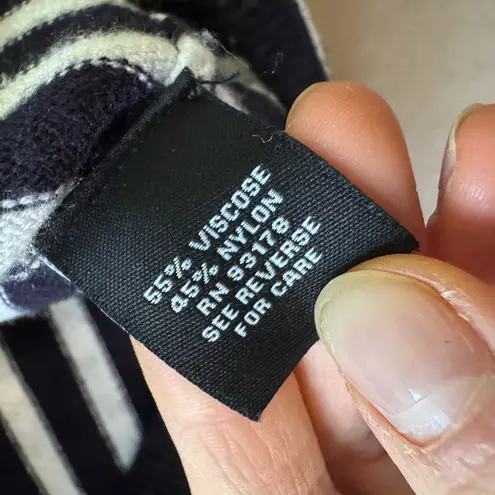 55% VISCOSE
45% NYLON
RN 93178
SEE REVERSE
FOR CARE